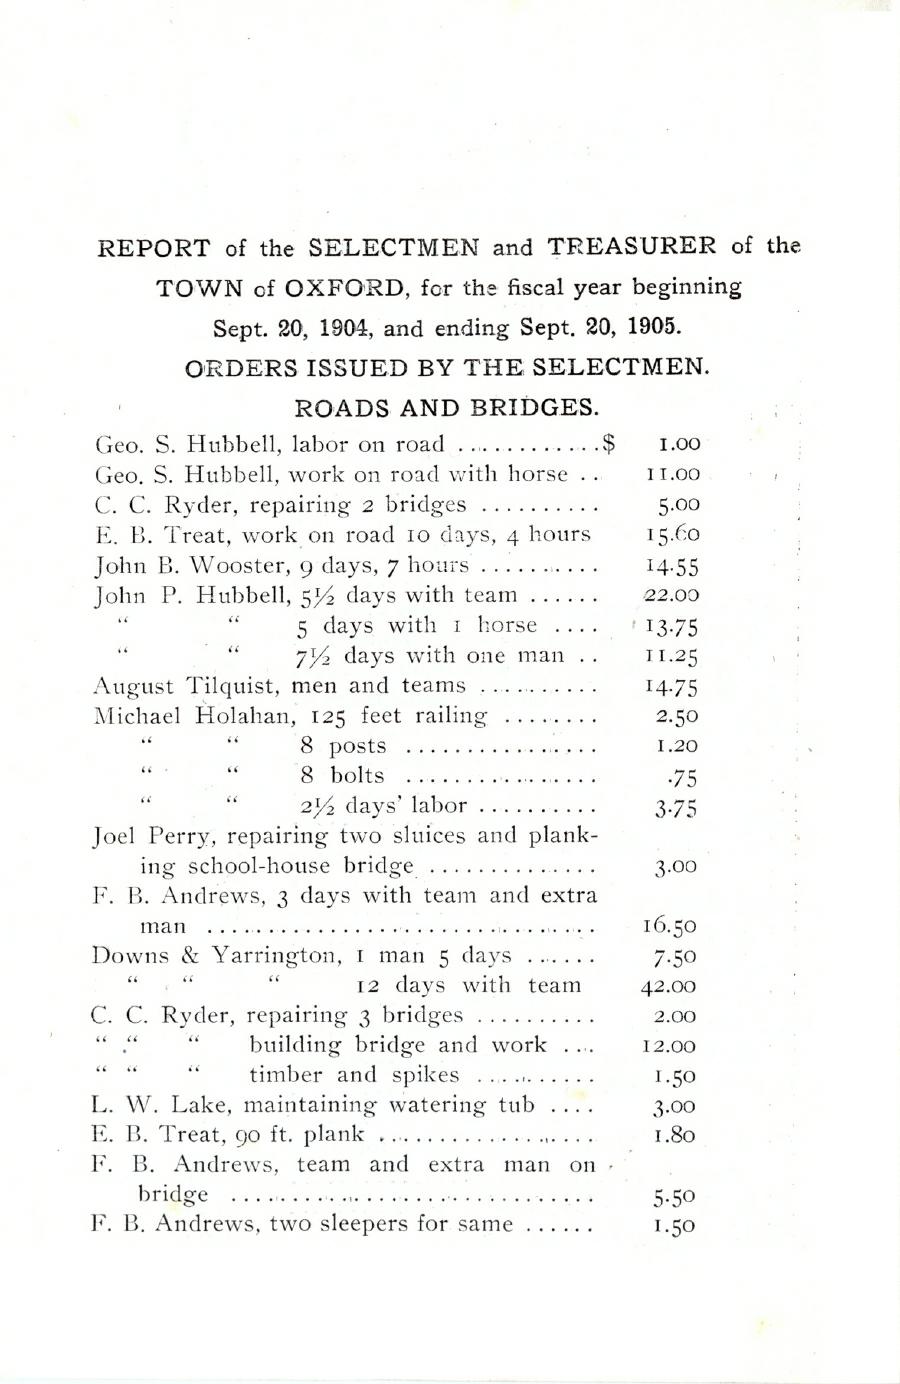 REPORT of the SELECTMEN and TREASURER of the
TOWN of OXFORD, for the fiscal year beginning
Sept. 20, 1904, and ending Sept. 20, 1905.
ORDERS ISSUED BY THE SELECTMEN.
ROADS AND BRIDGES.
Geo. S. Hubbell, labor on road ............$ 1.00
Geo. S. Hubbell, work on road with horse .. 11.00
C. C. Ryder, repairing 2 bridges .......... 5.00
E. B. Treat, work on road 10 days, 4 hours 15.60
John B. Wooster, 9 days, 7 hours .......... 14.55
John P. Hubbell, 5½ days with team ...... 22.00
“ “ 5 days with 1 horse .... 13.75
“ “ 7½ days with one man .. 11.25
August Tilquist, men and teams .......... 14.75
Michael Holahan, 125 feet railing ........ 2.50
“ “ 8 posts ................ 1.20
“ “ 8 bolts ................ .75
“ “ 2½ days' labor .......... 3.75
Joel Perry, repairing two sluices and plank-
ing school-house bridge .............. 3.00
F. B. Andrews, 3 days with team and extra
man ................................ 16.50
Downs & Yarrington, 1 man 5 days ...... 7.50
“ “ “ 12 days with team 42.00
C. C. Ryder, repairing 3 bridges .......... 2.00
“ “ “ building bridge and work .... 12.00
“ “ “ timber and spikes .......... 1.50
L. W. Lake, maintaining watering tub .... 3.00
E. B. Treat, 90 ft. plank .................. 1.80
F. B. Andrews, team and extra man on
bridge .............................. 5.50
F. B. Andrews, two sleepers for same ...... 1.50